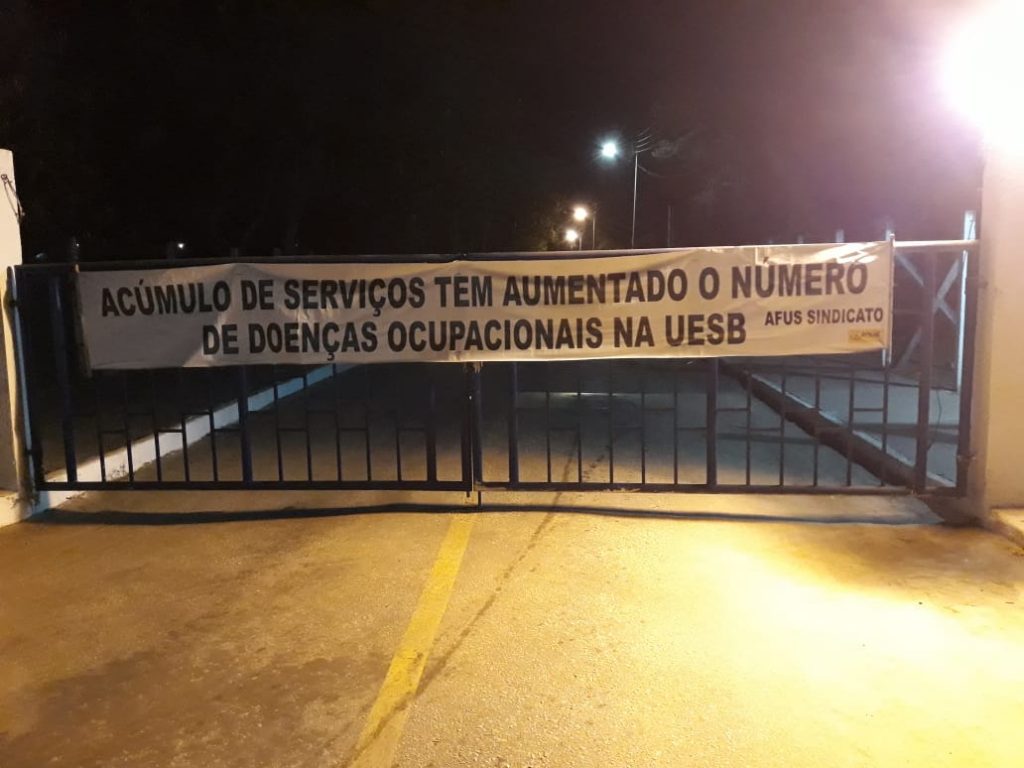 ACÚMULO DE SERVIÇOS TEM AUMENTADO O NÚMERO
DE DOENÇAS OCUPACIONAIS NA UESB
AFUS SINDICATO